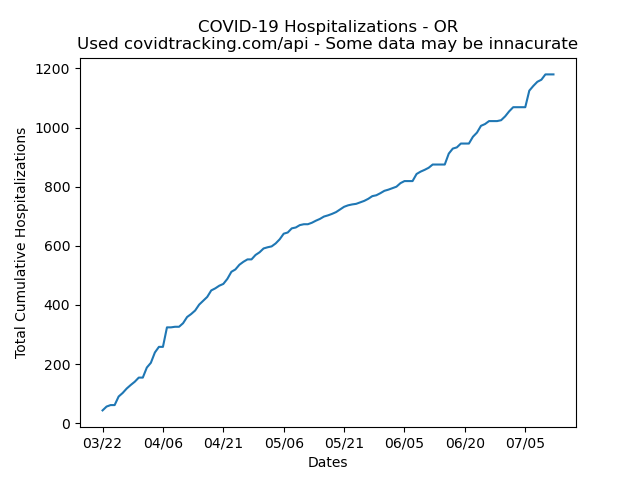 COVID-19 Hospitalizations - OR
Used covidtracking.com/api - Some data may be innacurate
Total Cumulative Hospitalizations
1200
1000
800
600
400
200
0
03/22 04/06 04/21 05/06 05/21 06/05 06/20 07/05
Dates